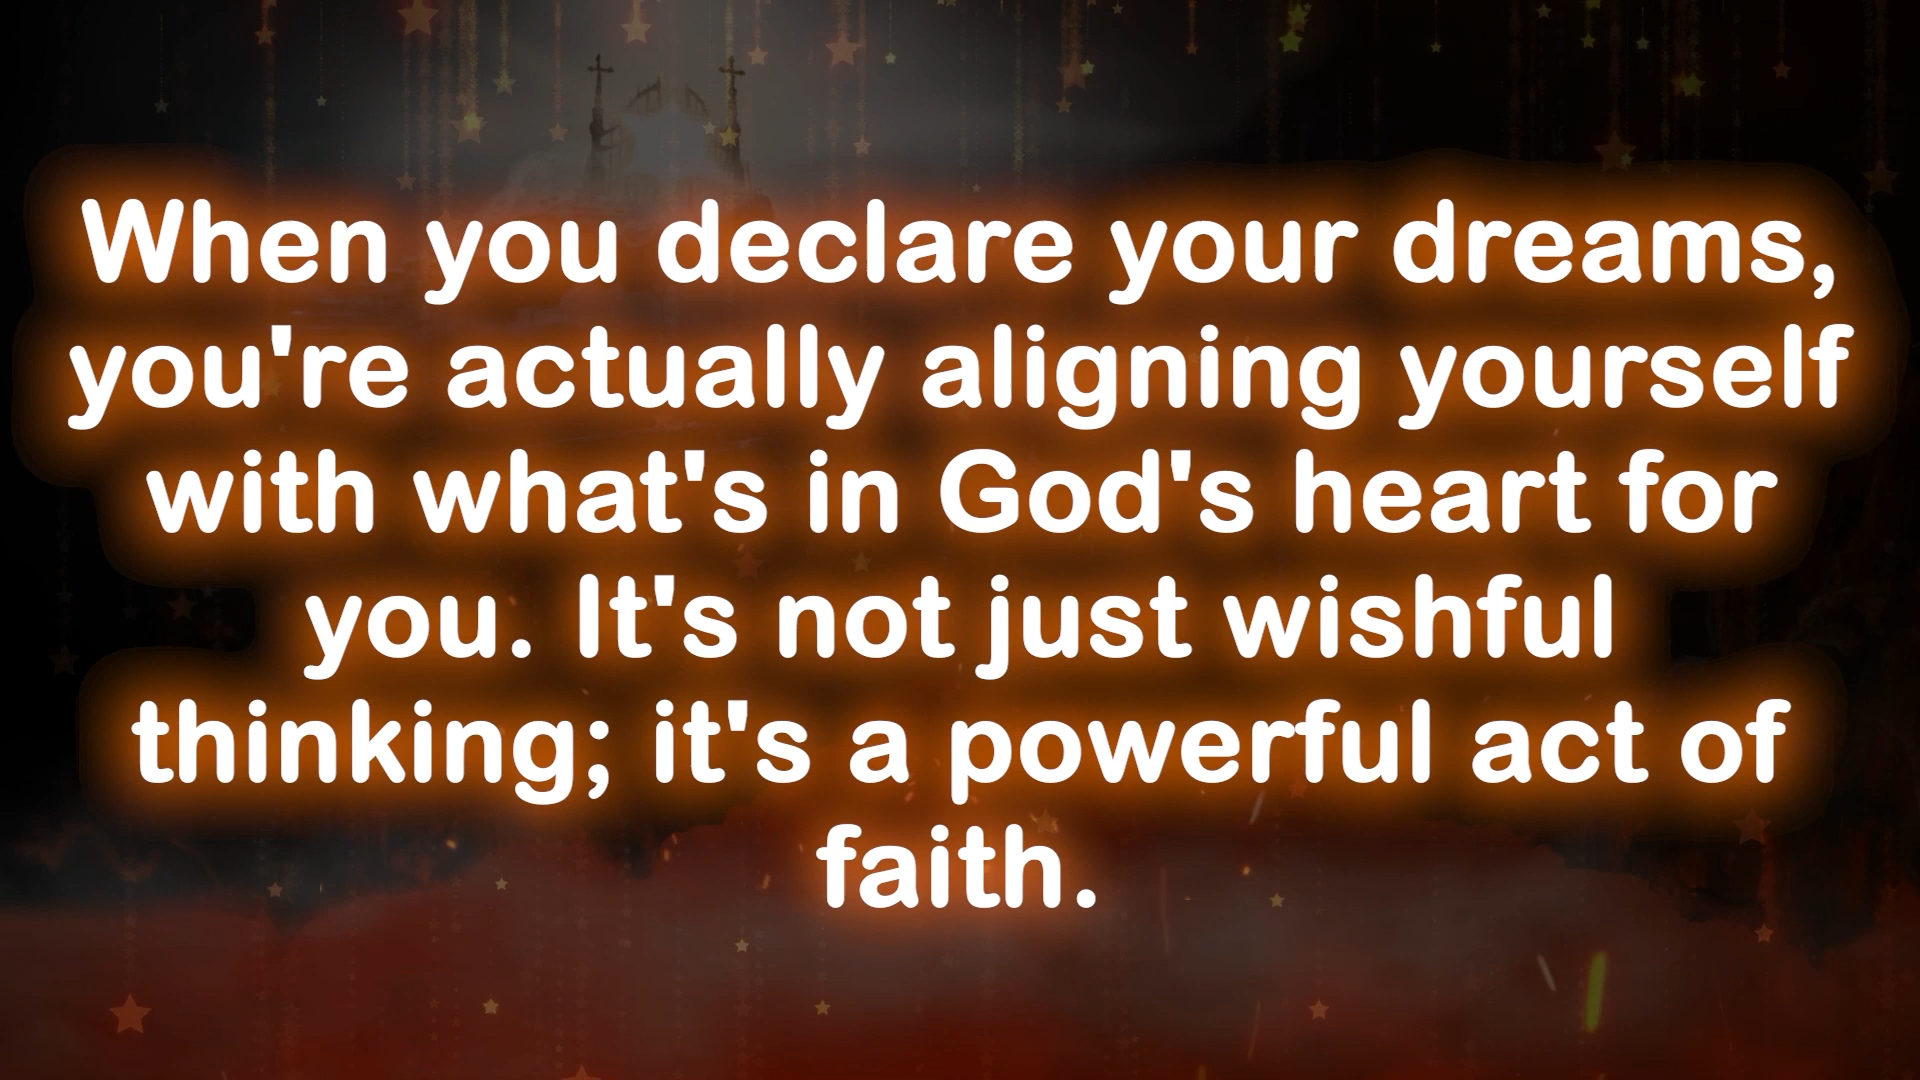 When you declare your dreams,
you're actually aligning yourself
with what's in God's heart for
you. It's not just wishful
thinking; it's a powerful act of
faith.